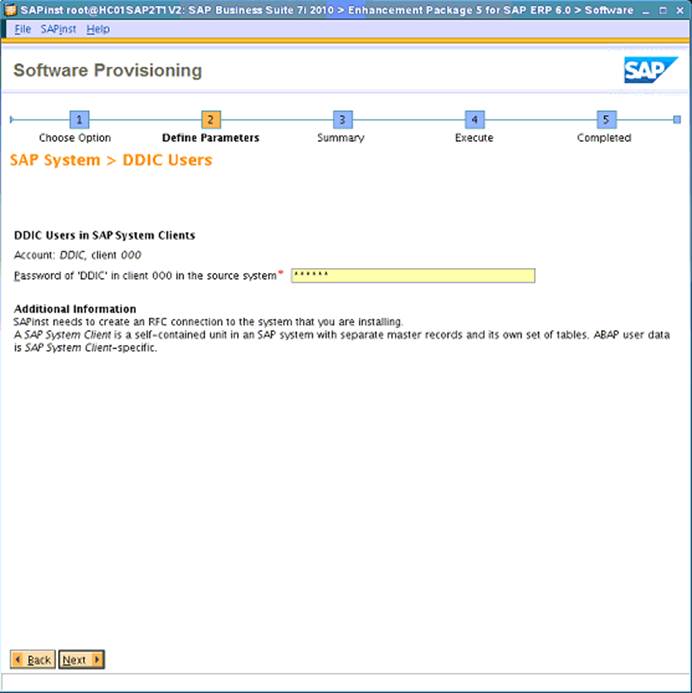 SAPinst root@HC01SAP2T1V2: SAP Business Suite 7i 2010 > Enhancement Package 5 for SAP ERP 6.0 > Software
File SAPinst Help
Software Provisioning
SAP
1 2 3 4 5
Choose Option Define Parameters Summary Execute Completed
SAP System > DDIC Users
DDIC Users in SAP System Clients
Account: DDIC, client 000
Password of 'DDIC' in client 000 in the source system* ******
Additional Information
SAPinst needs to create an RFC connection to the system that you are installing.
A SAP System Client is a self-contained unit in an SAP system with separate master records and its own set of tables. ABAP user data
is SAP System Client-specific.
Back Next